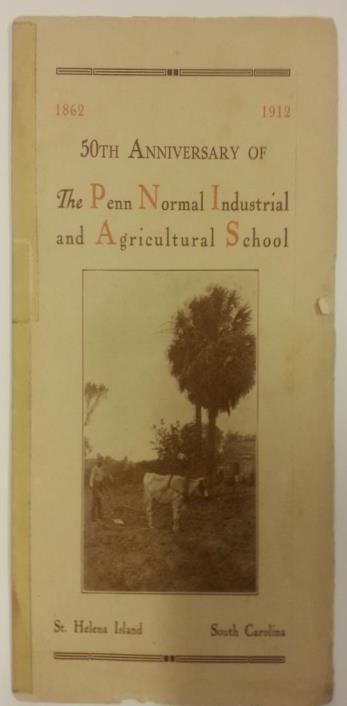 1862 1912
50TH ANNIVERSARY OF
The Penn Normal Industrial
and Agricultural School
St. Helena Island South Carolina